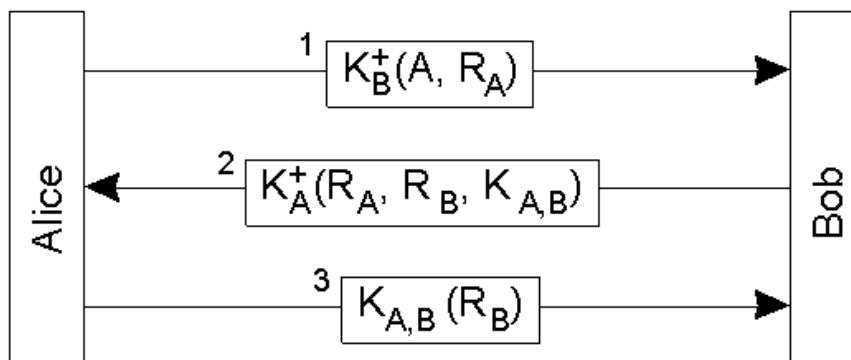 Alice
1
K_B^+(A, R_A)
2
K_A^+(R_A, R_B, K_A,B)
3
K_A,B (R_B)
Bob